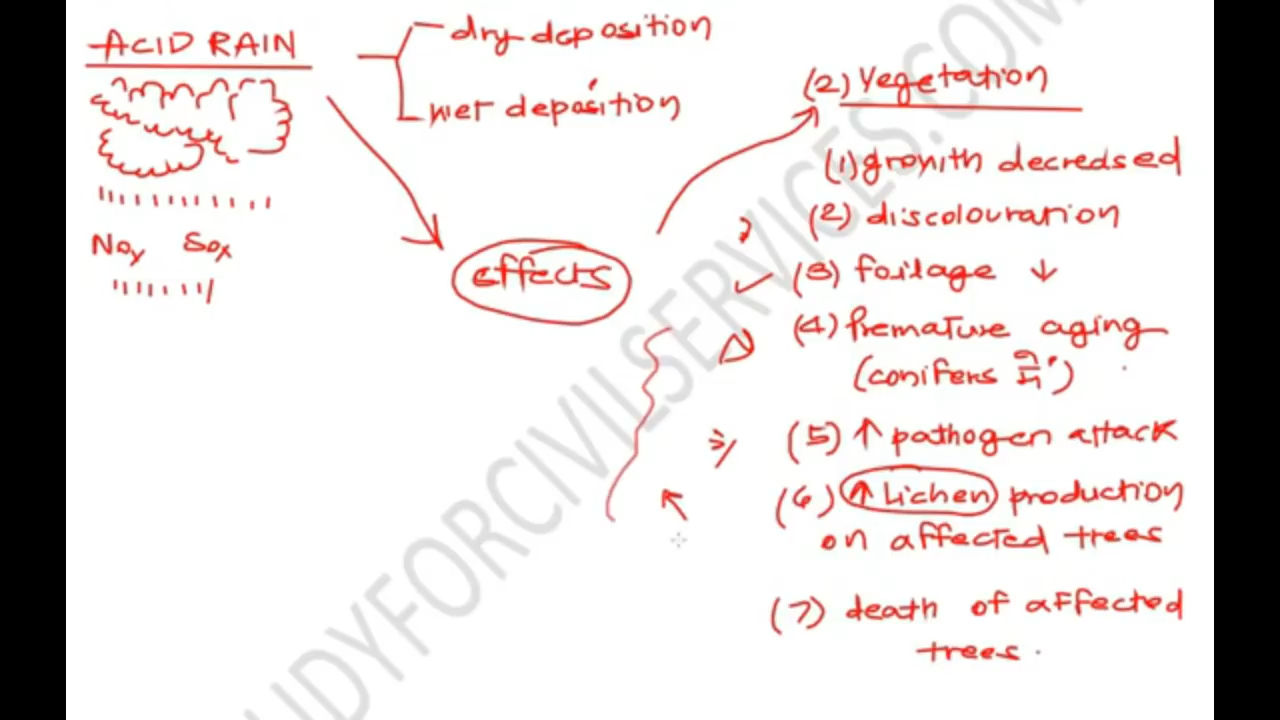 ACID RAIN
dry deposition
wet deposition
NOx SOx
effects
(2) Vegetation
(1) growth decreased
(2) discolouration
(3) foilage ↓
(4) Premature aging
(conifers में)
(5) ↑ pathogen attack
(6) ↑ Lichen production
on affected trees
(7) death of affected
trees.
UDYFORCIVILSERVICES.COM